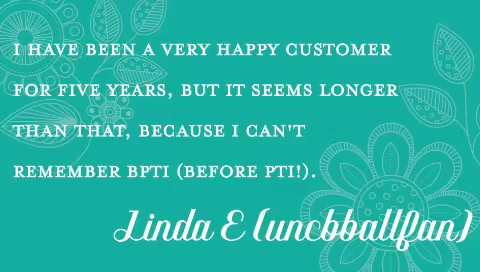 I HAVE BEEN A VERY HAPPY CUSTOMER
FOR FIVE YEARS, BUT IT SEEMS LONGER
THAN THAT, BECAUSE I CAN'T
REMEMBER BPTI (BEFORE PTI!).
Linda E (uncbballfan)